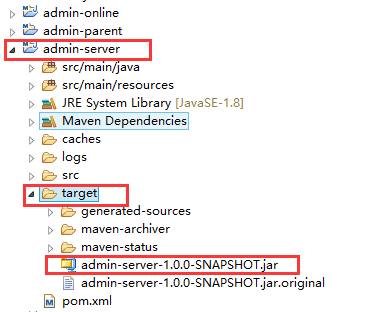 admin-online
admin-parent
admin-server
src/main/java
src/main/resources
JRE System Library [JavaSE-1.8]
Maven Dependencies
caches
logs
src
target
generated-sources
maven-archiver
maven-status
admin-server-1.0.0-SNAPSHOT.jar
admin-server-1.0.0-SNAPSHOT.jar.original
pom.xml